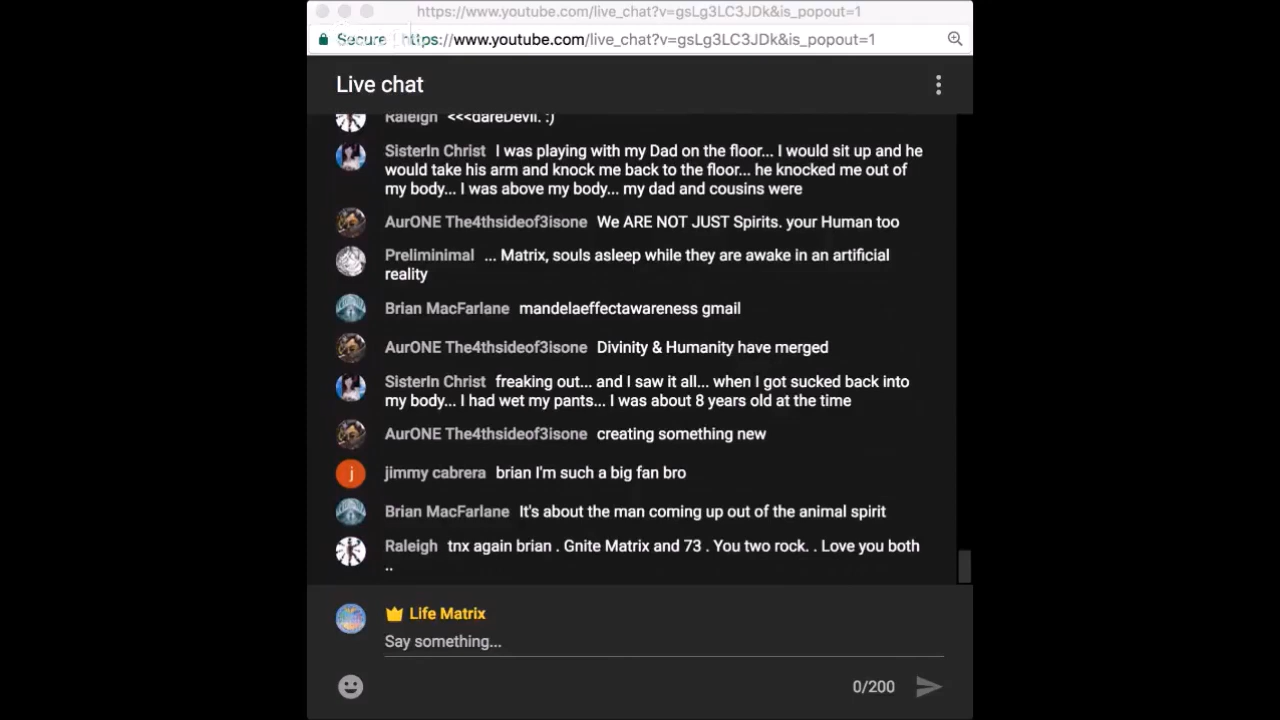 https://www.youtube.com/live_chat?v=gsLg3LC3JDk&is_popout=1
Secure https://www.youtube.com/live_chat?v=gsLg3LC3JDk&is_popout=1
Live chat
Raleigh <<<dareDevil. :)
SisterIn Christ I was playing with my Dad on the floor... I would sit up and he
would take his arm and knock me back to the floor... he knocked me out of
my body... I was above my body... my dad and cousins were
AurONE The4thsideof3isone We ARE NOT JUST Spirits. your Human too
Preliminimal ... Matrix, souls asleep while they are awake in an artificial
reality
Brian MacFarlane mandelaeffectawareness gmail
AurONE The4thsideof3isone Divinity & Humanity have merged
SisterIn Christ freaking out... and I saw it all... when I got sucked back into
my body... I had wet my pants... I was about 8 years old at the time
AurONE The4thsideof3isone creating something new
j jimmy cabrera brian I'm such a big fan bro
Brian MacFarlane It's about the man coming up out of the animal spirit
Raleigh tnx again brian . Gnite Matrix and 73 . You two rock. . Love you both
..
Life Matrix
Say something...
0/200